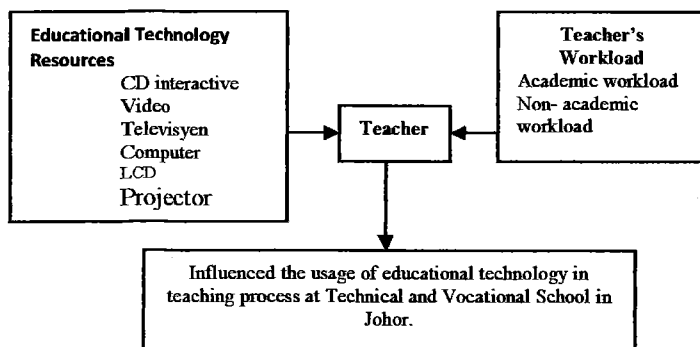 Educational Technology
Resources
CD interactive
Video
Televisyen
Computer
LCD
Projector
Teacher
Teacher's
Workload
Academic workload
Non- academic
workload
Influenced the usage of educational technology in
teaching process at Technical and Vocational School in
Johor.